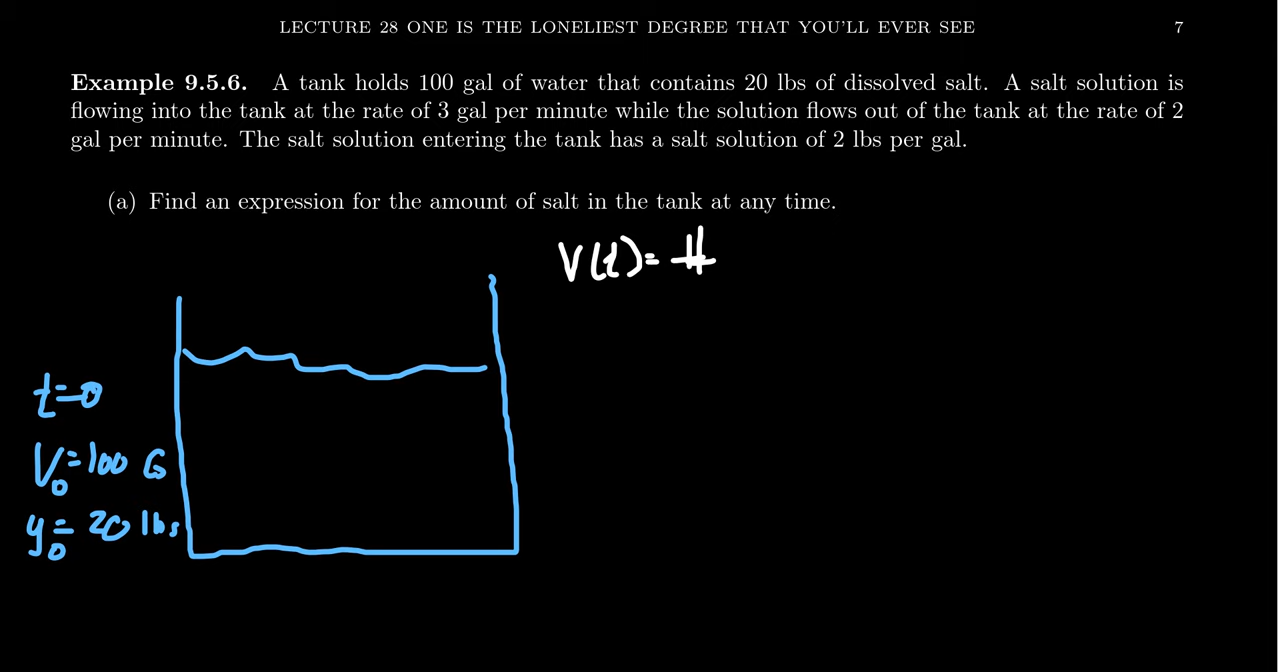 LECTURE 28 ONE IS THE LONELIEST DEGREE THAT YOU'LL EVER SEE 7
Example 9.5.6. A tank holds 100 gal of water that contains 20 lbs of dissolved salt. A salt solution is
flowing into the tank at the rate of 3 gal per minute while the solution flows out of the tank at the rate of 2
gal per minute. The salt solution entering the tank has a salt solution of 2 lbs per gal.
(a) Find an expression for the amount of salt in the tank at any time.
V(t) = #
t=0
V₀=100 G
y₀= 20 lbs